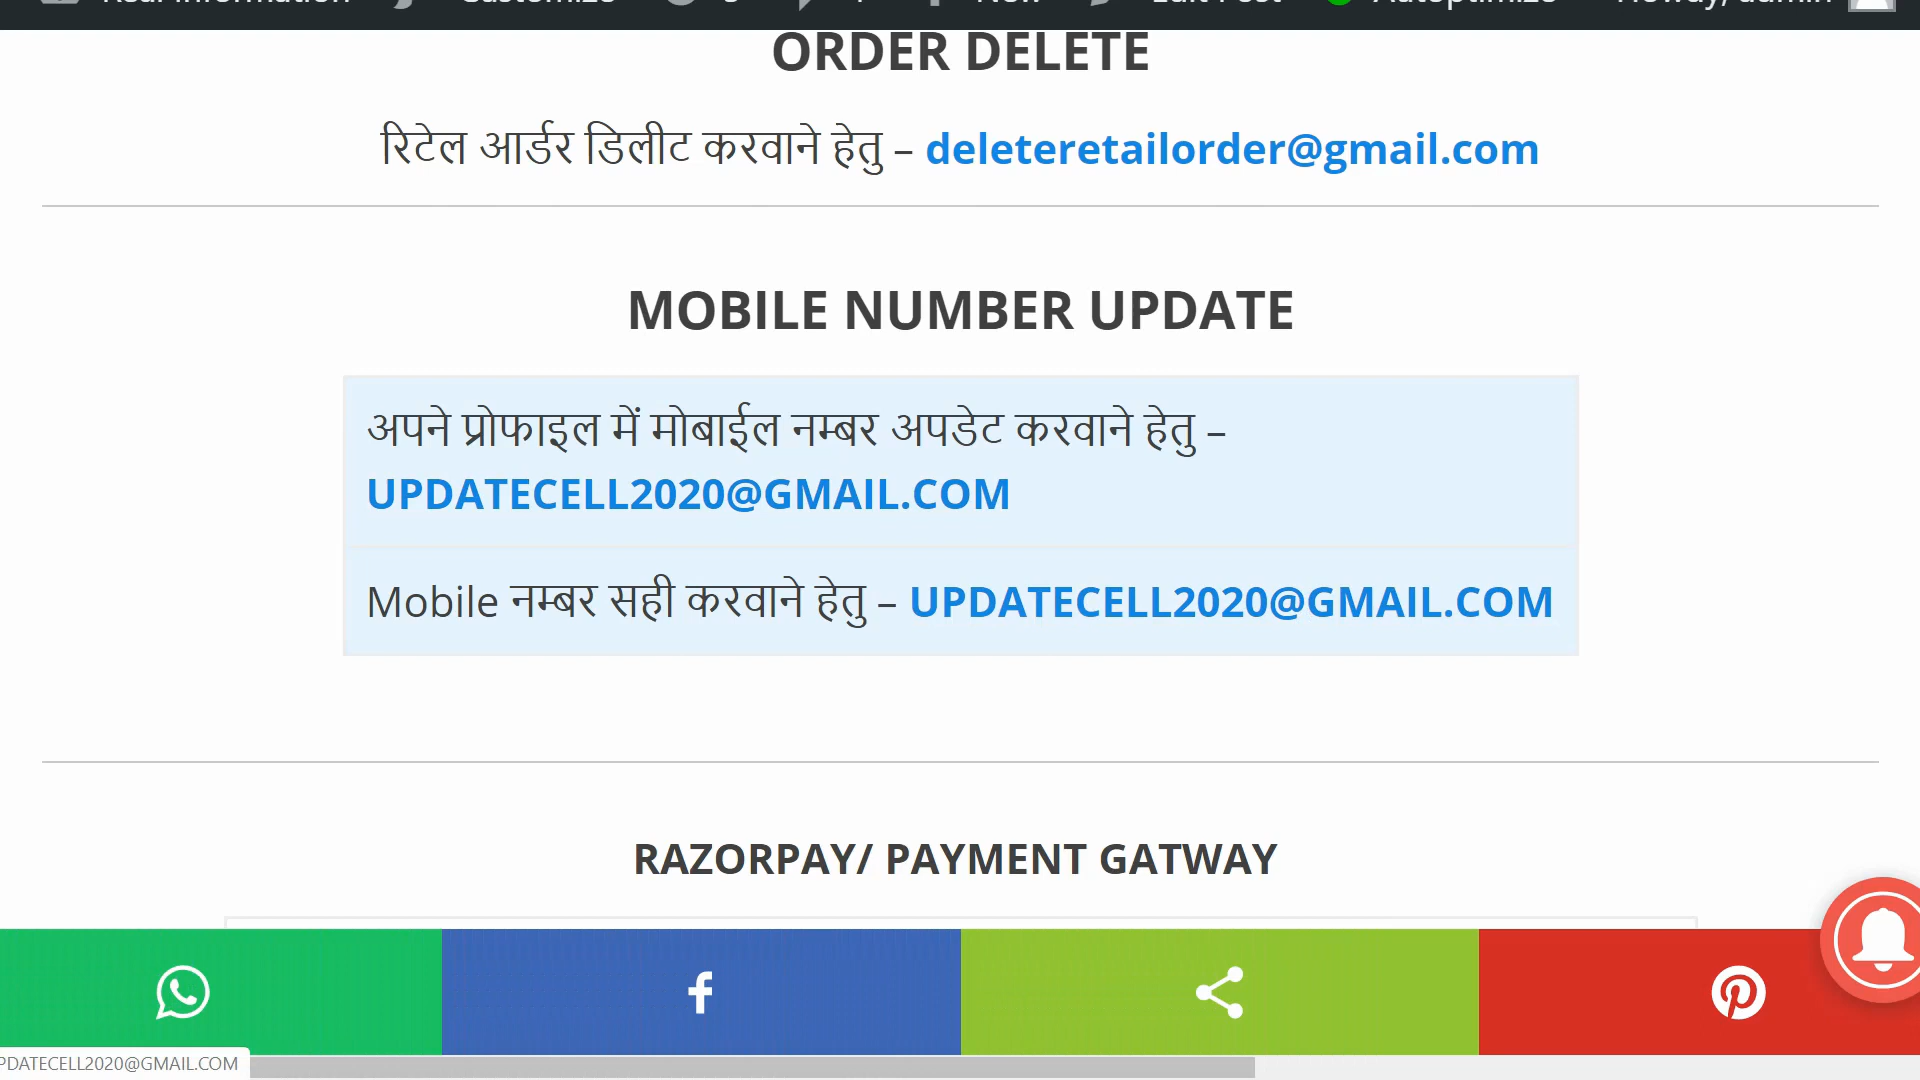 ORDER DELETE
रिटेल आर्डर डिलीट करवाने हेतु – deleteretailorder@gmail.com
MOBILE NUMBER UPDATE
अपने प्रोफाइल में मोबाईल नम्बर अपडेट करवाने हेतु –
UPDATECELL2020@GMAIL.COM
Mobile नम्बर सही करवाने हेतु – UPDATECELL2020@GMAIL.COM
RAZORPAY/ PAYMENT GATWAY
PDATECELL2020@GMAIL.COM